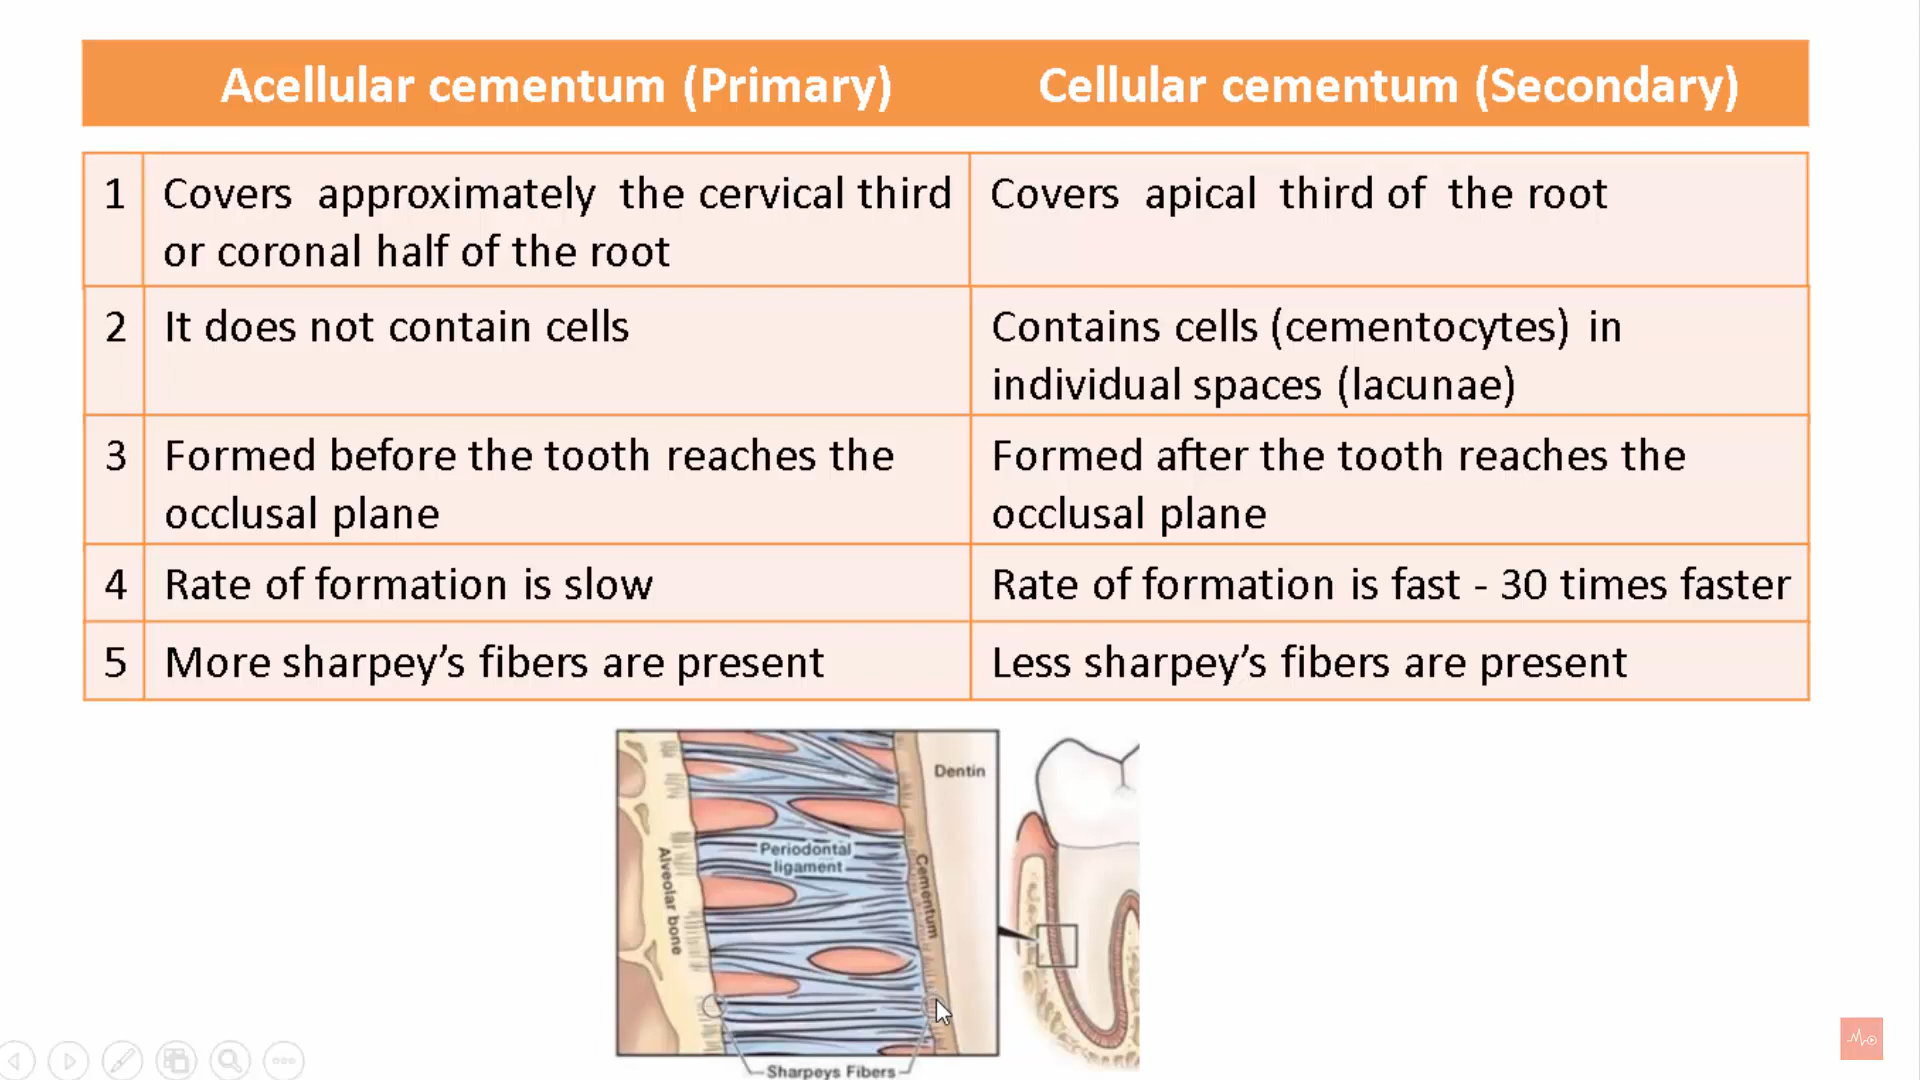 Acellular cementum (Primary) Cellular cementum (Secondary)
1 Covers approximately the cervical third
or coronal half of the root
Covers apical third of the root
2 It does not contain cells
Contains cells (cementocytes) in
individual spaces (lacunae)
3 Formed before the tooth reaches the
occlusal plane
Formed after the tooth reaches the
occlusal plane
4 Rate of formation is slow
Rate of formation is fast - 30 times faster
5 More sharpey’s fibers are present
Less sharpey’s fibers are present
Dentin
Periodontal
ligament
Alveolar bone
Cementum
Sharpeys Fibers